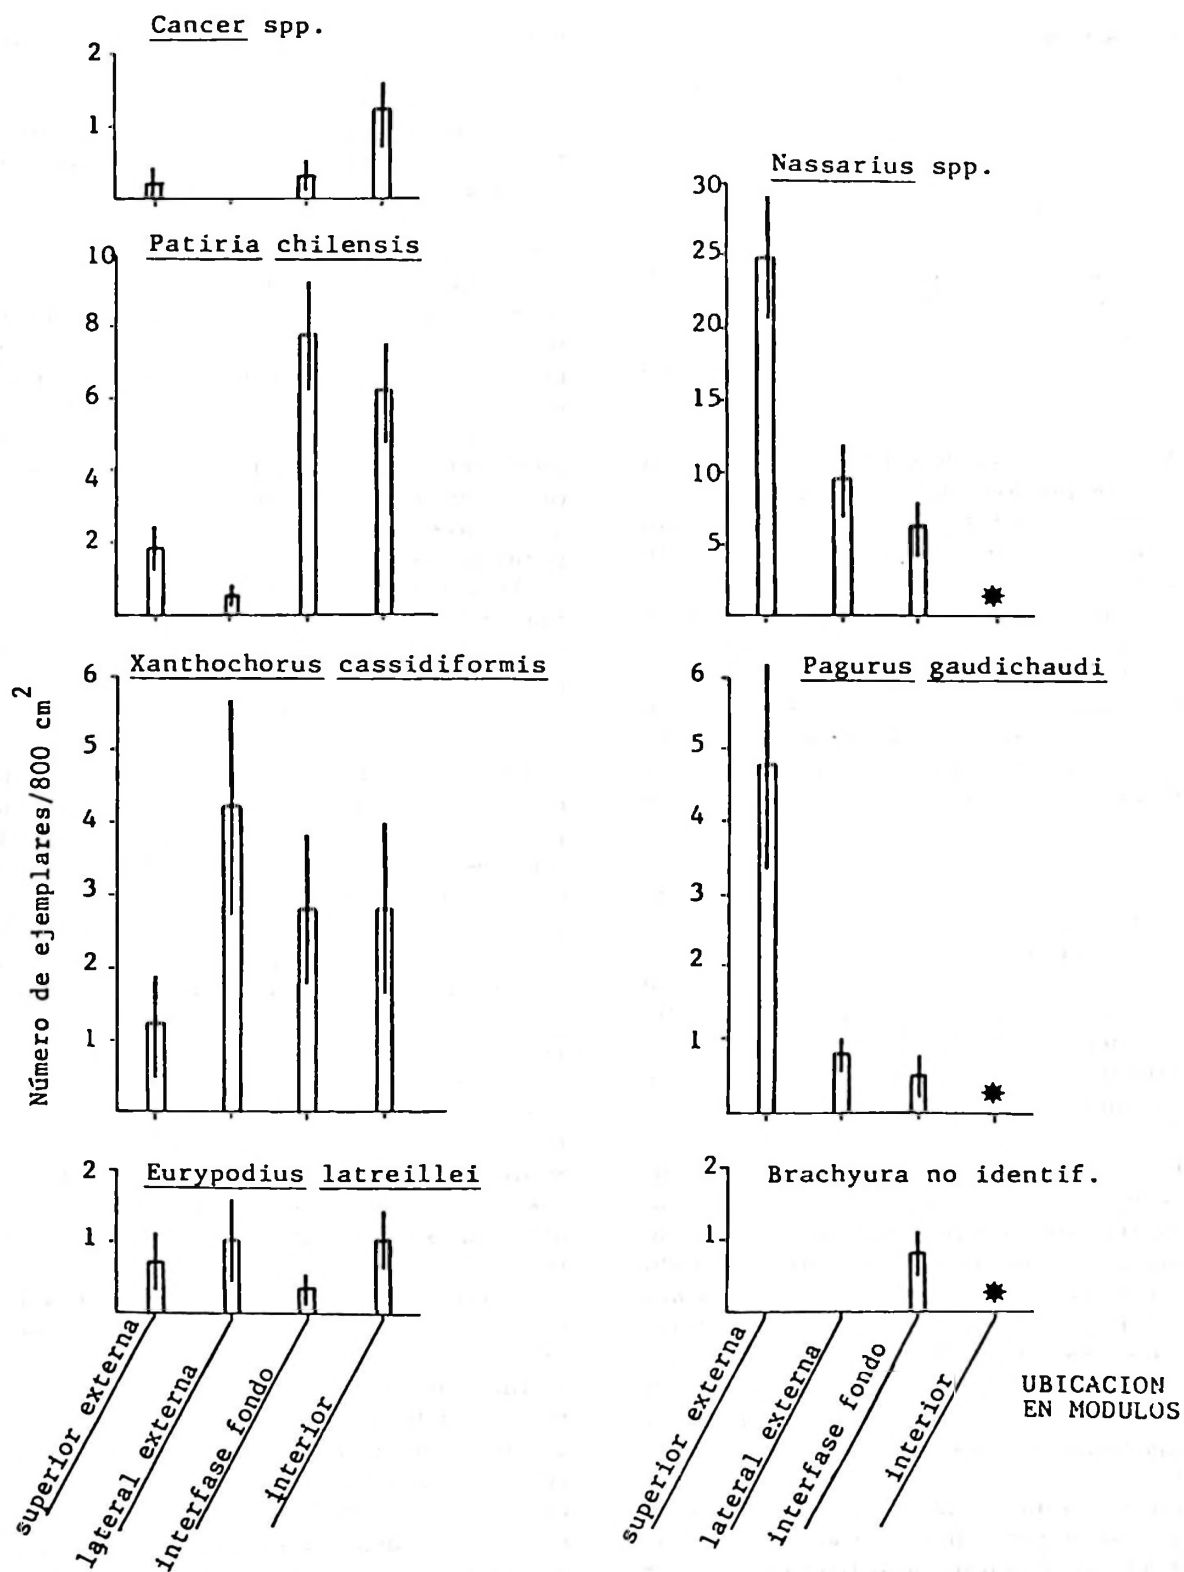 Cancer spp.
2
1
Patiria chilensis
10
8
6
4
2
Xanthochorus cassidiformis
6
5
4
3
2
1
Número de ejemplares/800 cm2
Eurypodius latreillei
2
1
superior externa
lateral externa
interfase fondo
interior
Nassarius spp.
30
25
20
15
10
5
Pagurus gaudichaudi
6
5
4
3
2
1
Brachyura no identif.
2
1
superior externa
lateral externa
interfase fondo
interior
UBICACION
EN MODULOS